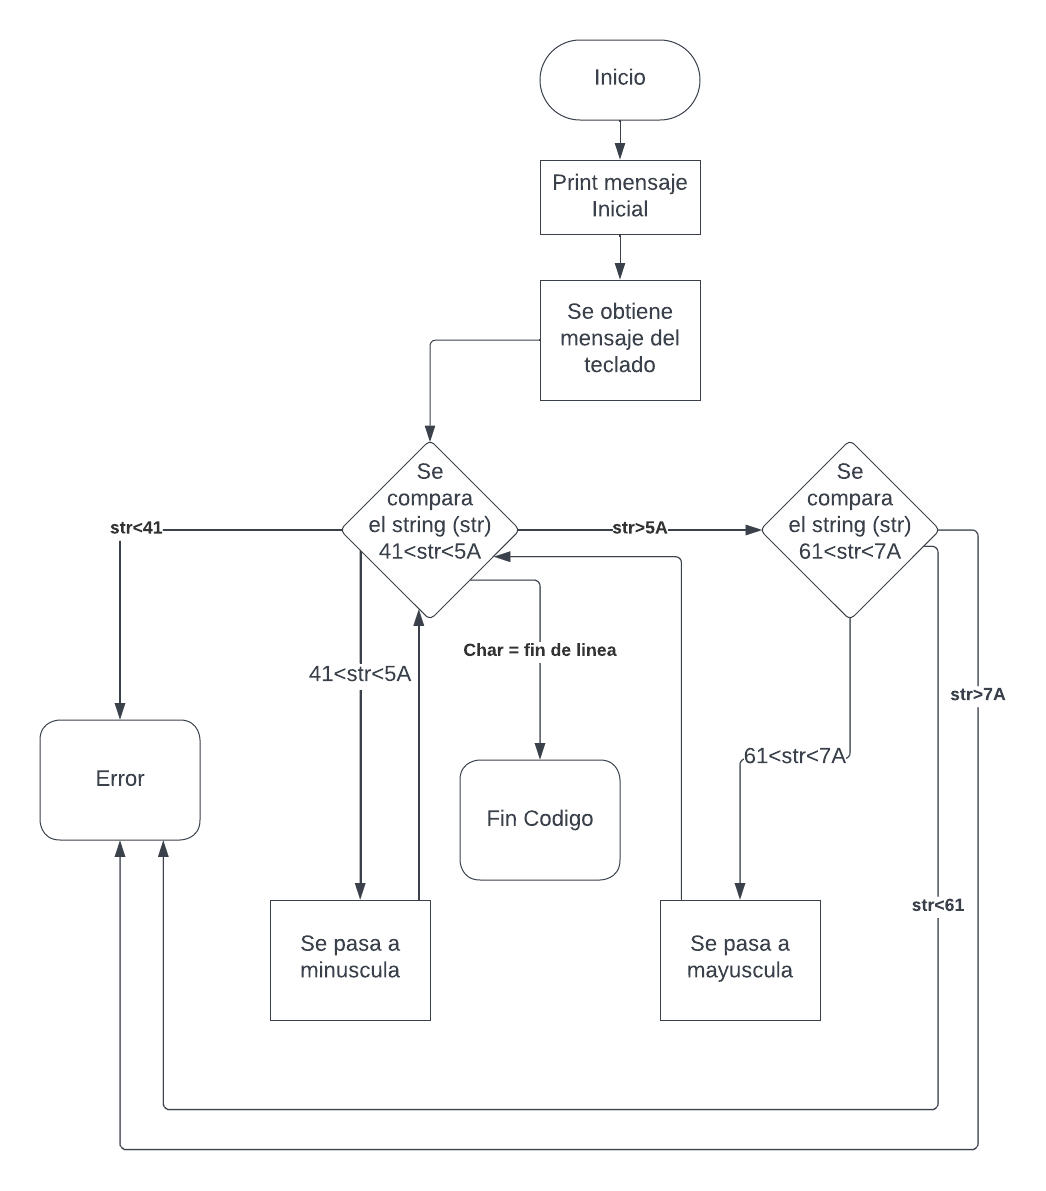 Inicio
Print mensaje
Inicial
Se obtiene
mensaje del
teclado
Se
compara
el string (str)
41<str<5A
Se
compara
el string (str)
61<str<7A
str<41
str>5A
Char = fin de linea
41<str<5A
str>7A
61<str<7A
Error
Fin Codigo
str<61
Se pasa a
minuscula
Se pasa a
mayuscula